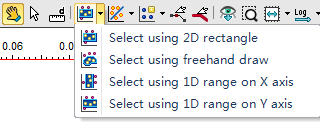 Log
0.06 0.0
Select using 2D rectangle
Select using freehand draw
Select using 1D range on X axis
Select using 1D range on Y axis